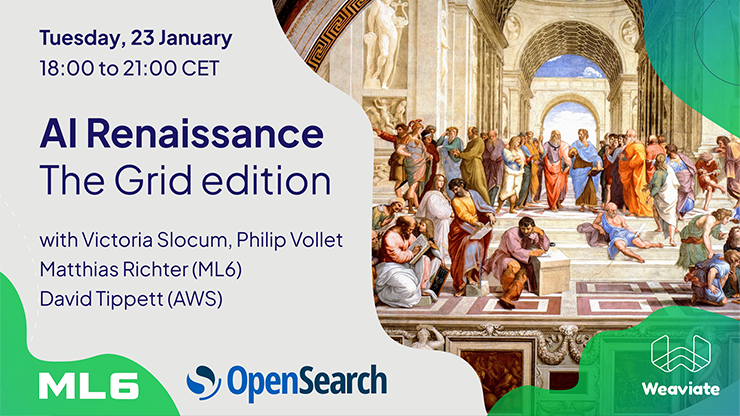 Tuesday, 23 January
18:00 to 21:00 CET
AI Renaissance
The Grid edition
with Victoria Slocum, Philip Vollet
Matthias Richter (ML6)
David Tippett (AWS)
ML6
OpenSearch
Weaviate